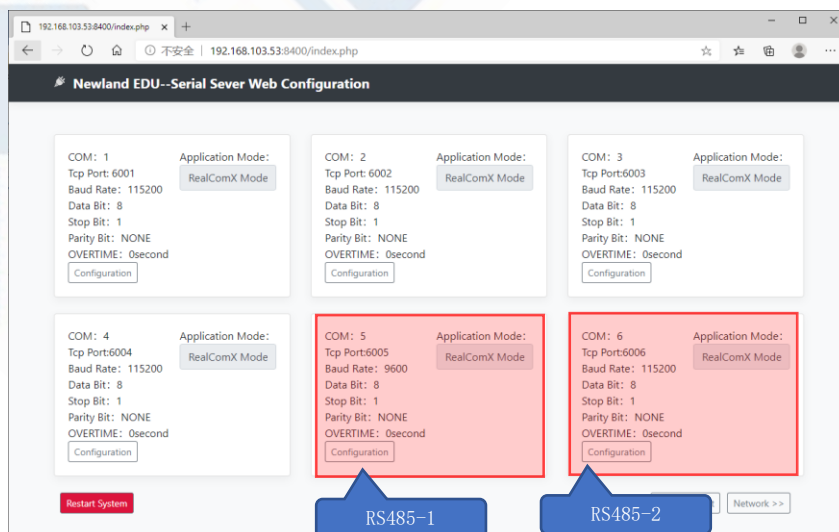 192.168.103.53:8400/index.php
不安全 | 192.168.103.53:8400/index.php
Newland EDU--Serial Sever Web Configuration
COM: 1
Application Mode:
Tcp Port: 6001
RealComX Mode
Baud Rate: 115200
Data Bit: 8
Stop Bit: 1
Parity Bit: NONE
OVERTIME: 0second
Configuration
COM: 2
Application Mode:
Tcp Port: 6002
RealComX Mode
Baud Rate: 115200
Data Bit: 8
Stop Bit: 1
Parity Bit: NONE
OVERTIME: 0second
Configuration
COM: 3
Application Mode:
Tcp Port:6003
RealComX Mode
Baud Rate: 115200
Data Bit: 8
Stop Bit: 1
Parity Bit: NONE
OVERTIME: 0second
Configuration
COM: 4
Application Mode:
Tcp Port:6004
RealComX Mode
Baud Rate: 115200
Data Bit: 8
Stop Bit: 1
Parity Bit: NONE
OVERTIME: 0second
Configuration
COM: 5
Application Mode:
Tcp Port:6005
RealComX Mode
Baud Rate: 9600
Data Bit: 8
Stop Bit: 1
Parity Bit: NONE
OVERTIME: 0second
Configuration
COM: 6
Application Mode:
Tcp Port:6006
RealComX Mode
Baud Rate: 115200
Data Bit: 8
Stop Bit: 1
Parity Bit: NONE
OVERTIME: 0second
Configuration
Restart System
RS485-1
RS485-2
Network >>